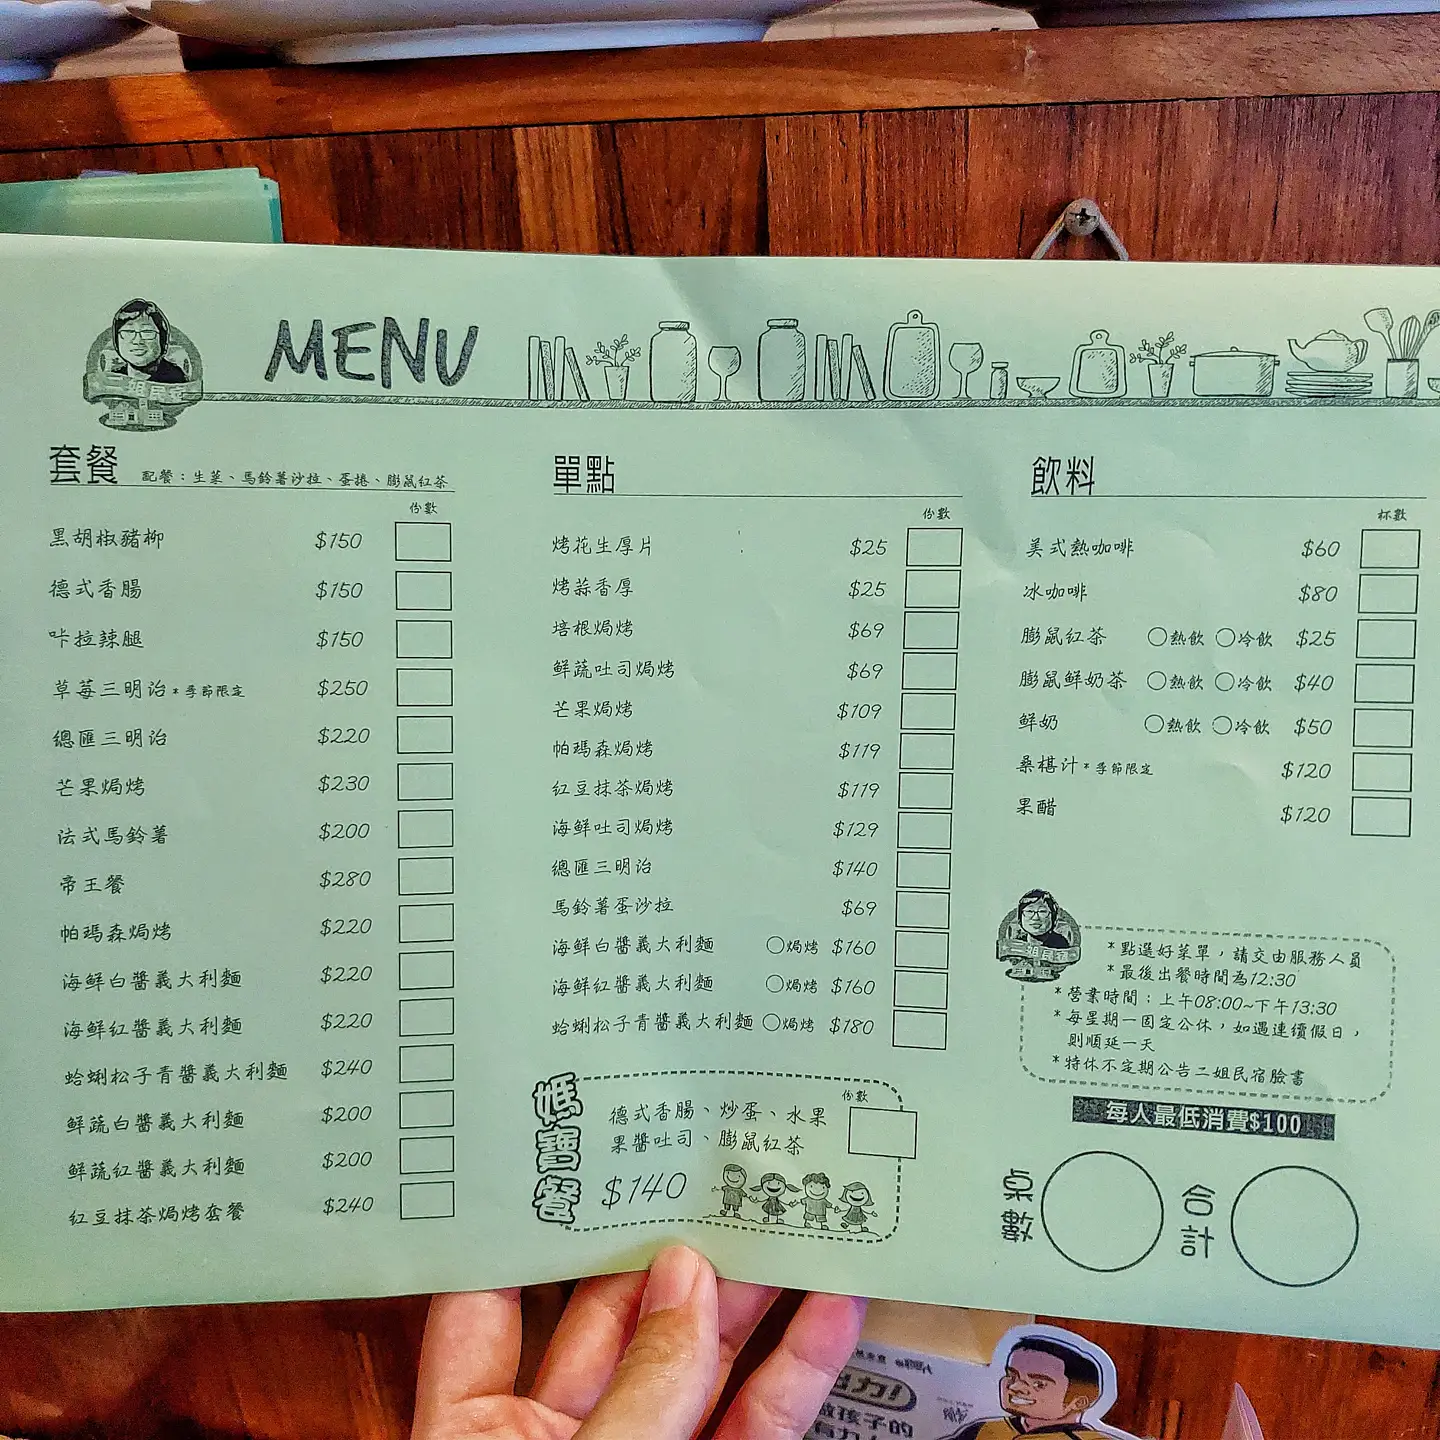 MENU
二姐民宿
套餐 配餐：生菜、馬鈴薯沙拉、蛋捲、膨鼠紅茶
份數
黑胡椒豬柳 $150
德式香腸 $150
咔拉辣腿 $150
草莓三明治*季節限定 $250
總匯三明治 $220
芒果焗烤 $230
法式馬鈴薯 $200
帝王餐 $280
帕瑪森焗烤 $220
海鮮白醬義大利麵 $220
海鮮紅醬義大利麵 $220
蛤蜊松子青醬義大利麵 $240
鮮蔬白醬義大利麵 $200
鮮蔬紅醬義大利麵 $200
紅豆抹茶焗烤套餐 $240
單點
份數
烤花生厚片 $25
烤蒜香厚 $25
培根焗烤 $69
鮮蔬吐司焗烤 $69
芒果焗烤 $109
帕瑪森焗烤 $119
紅豆抹茶焗烤 $119
海鮮吐司焗烤 $129
總匯三明治 $140
馬鈴薯蛋沙拉 $69
海鮮白醬義大利麵 ○焗烤 $160
海鮮紅醬義大利麵 ○焗烤 $160
蛤蜊松子青醬義大利麵 ○焗烤 $180
媽寶餐
份數
德式香腸、炒蛋、水果
果醬吐司、膨鼠紅茶
$140
飲料
杯數
美式熱咖啡 $60
冰咖啡 $80
膨鼠紅茶 ○熱飲 ○冷飲 $25
膨鼠鮮奶茶 ○熱飲 ○冷飲 $40
鮮奶 ○熱飲 ○冷飲 $50
桑椹汁*季節限定 $120
果醋 $120
二姐民宿
*點選好菜單，請交由服務人員
*最後出餐時間為12:30
*營業時間：上午08:00~下午13:30
*每星期一固定公休，如遇連續假日，
則順延一天
*特休不定期公告二姐民宿臉書
每人最低消費$100
桌數
合計
力!
做孩子的
有力